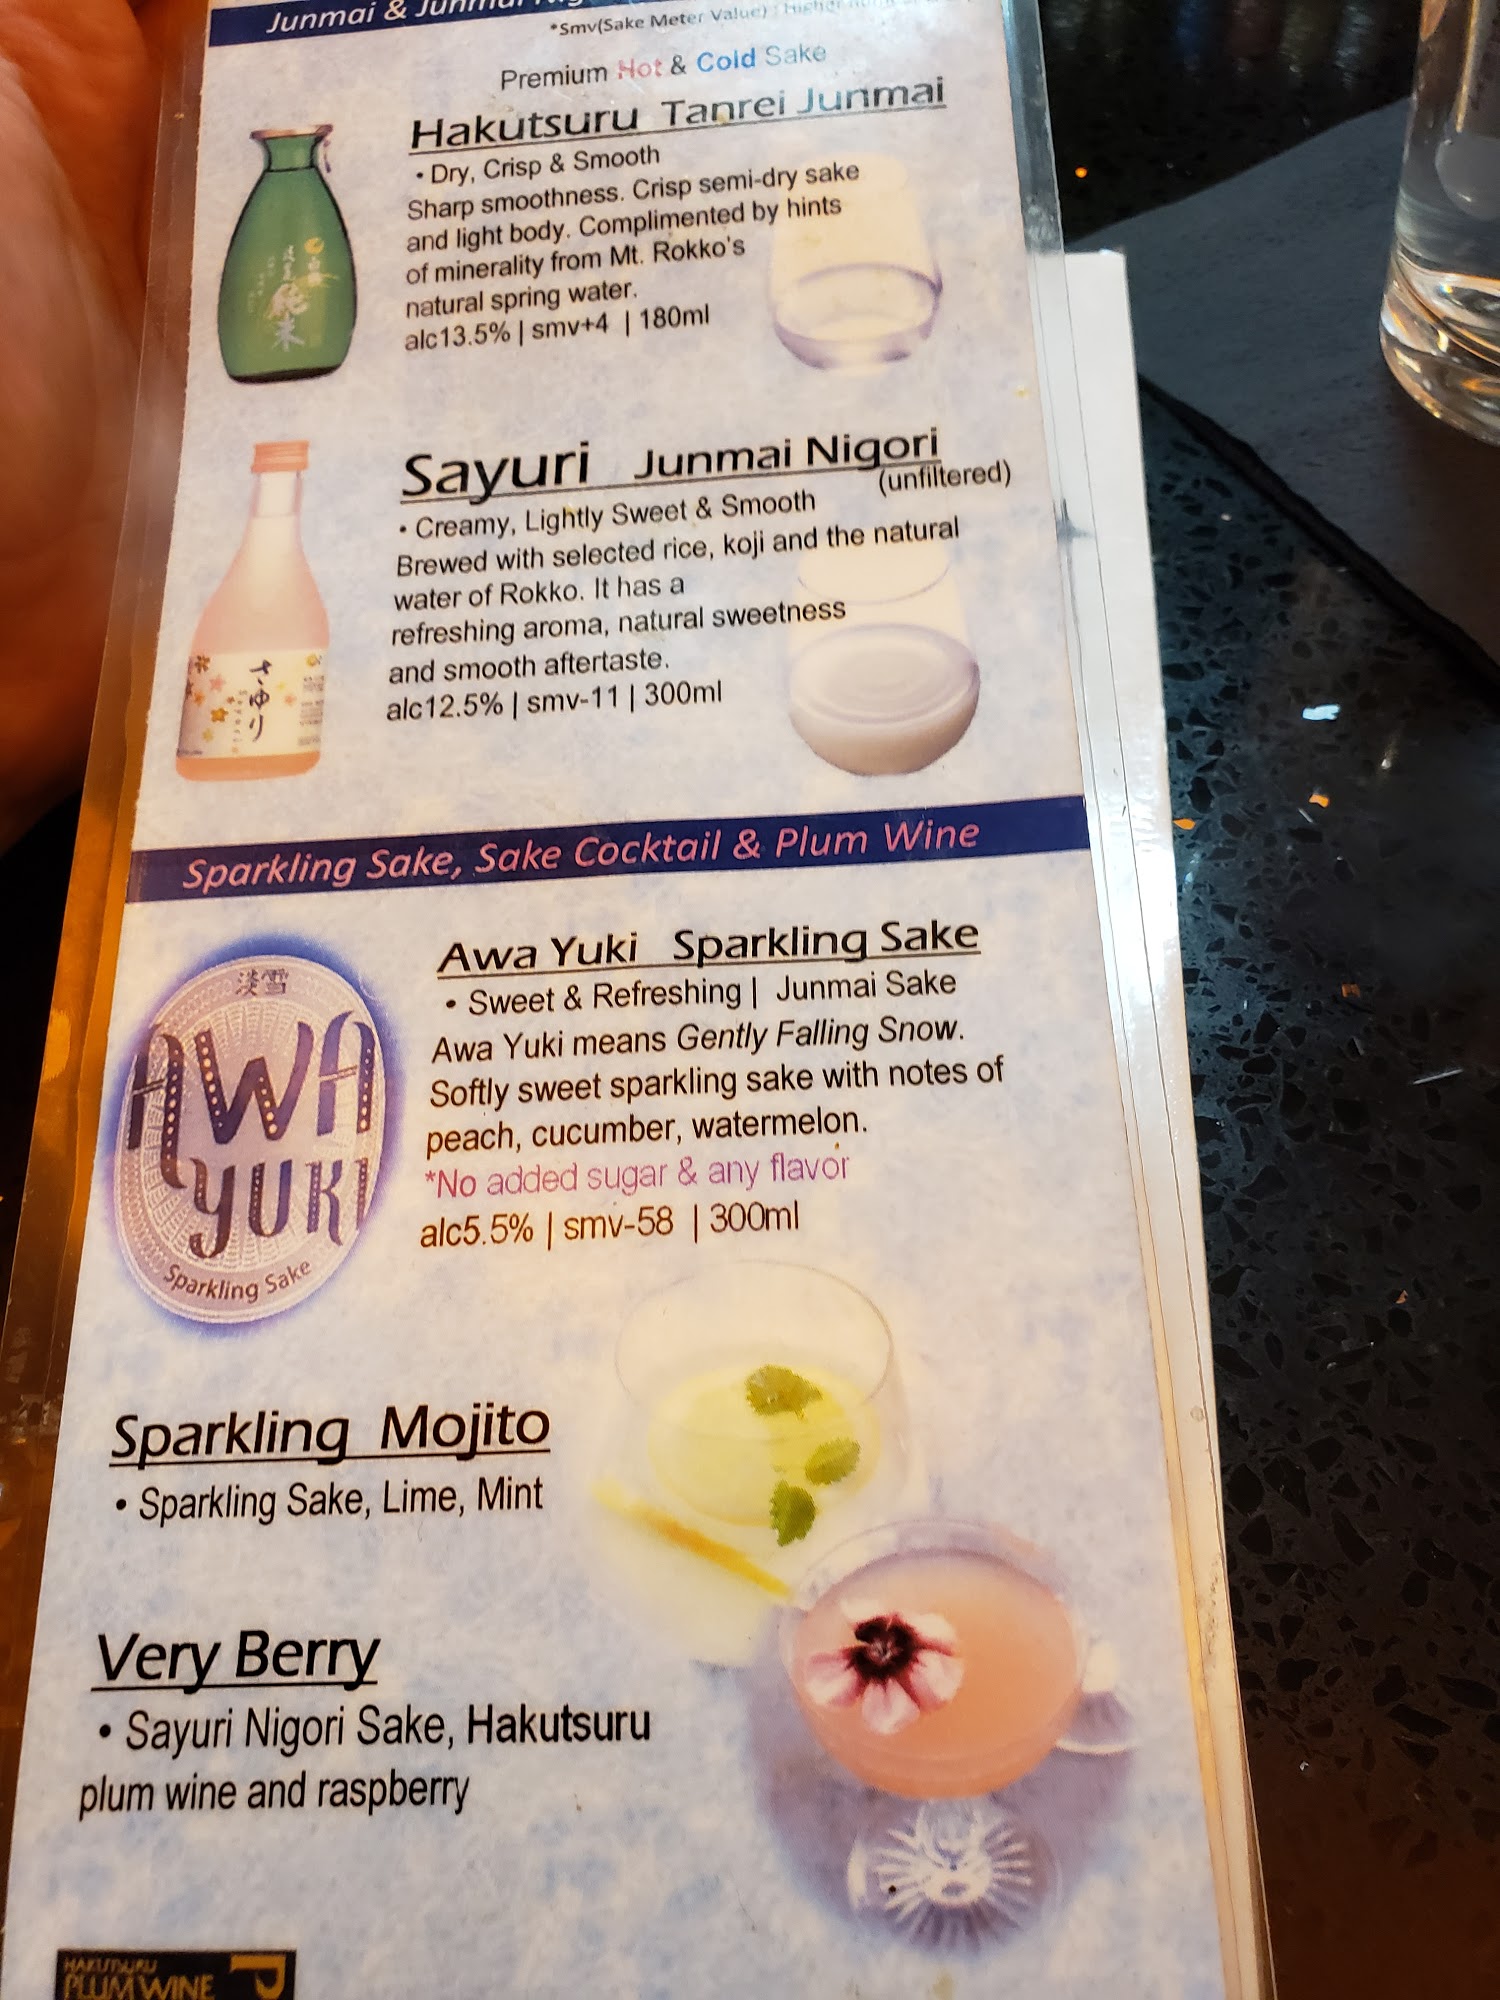 Junmai & Junmai
*Smv(Sake Meter Value) : Higher
Premium Hot & Cold Sake
Hakutsuru Tanrei Junmai
• Dry, Crisp & Smooth
Sharp smoothness. Crisp semi-dry sake
and light body. Complimented by hints
of minerality from Mt. Rokko's
natural spring water.
alc13.5% | smv+4 | 180ml
純米
Sayuri Junmai Nigori
(unfiltered)
• Creamy, Lightly Sweet & Smooth
Brewed with selected rice, koji and the natural
water of Rokko. It has a
refreshing aroma, natural sweetness
and smooth aftertaste.
alc12.5% | smv-11 | 300ml
さゆり
Sparkling Sake, Sake Cocktail & Plum Wine
Awa Yuki Sparkling Sake
• Sweet & Refreshing | Junmai Sake
Awa Yuki means Gently Falling Snow.
Softly sweet sparkling sake with notes of
peach, cucumber, watermelon.
*No added sugar & any flavor
alc5.5% | smv-58 | 300ml
淡雪
AWA
YUKI
Sparkling Sake
Sparkling Mojito
• Sparkling Sake, Lime, Mint
Very Berry
• Sayuri Nigori Sake, Hakutsuru
plum wine and raspberry
HAKUTSURU
PLUM WINE